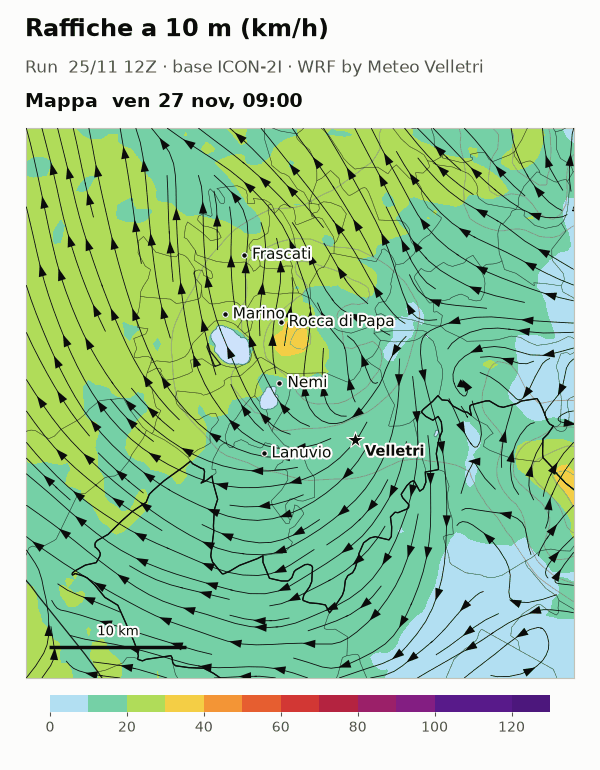 Raffiche a 10 m (km/h)
Run  25/11 12Z · base ICON-2I · WRF by Meteo Velletri
Mappa  ven 27 nov, 09:00
Frascati
Marino
Rocca di Papa
Nemi
Velletri
Lanuvio
10 km
0 20 40 60 80 100 120